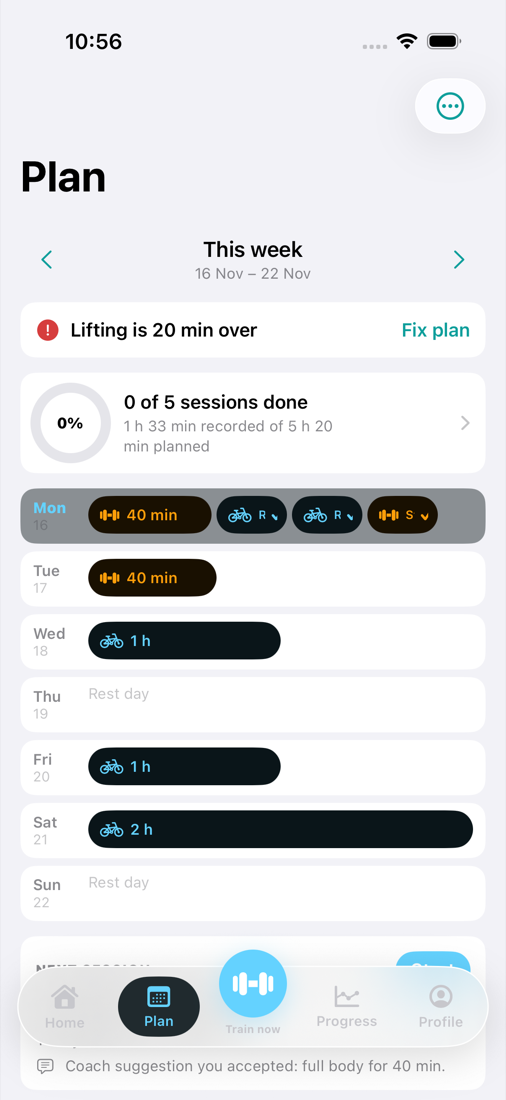 10:56
Plan
This week
16 Nov – 22 Nov
Lifting is 20 min over
Fix plan
0%
0 of 5 sessions done
1 h 33 min recorded of 5 h 20
min planned
Mon
16
40 min
R
R
S
Tue
17
40 min
Wed
18
1 h
Thu
19
Rest day
Fri
20
1 h
Sat
21
2 h
Sun
22
Rest day
Home
Plan
Train now
Progress
Profile
Coach suggestion you accepted: full body for 40 min.